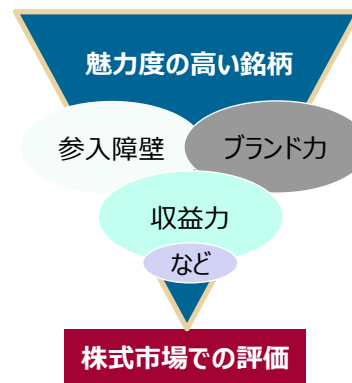 魅力度の高い銘柄
参入障壁
ブランド力
収益力
など
株式市場での評価